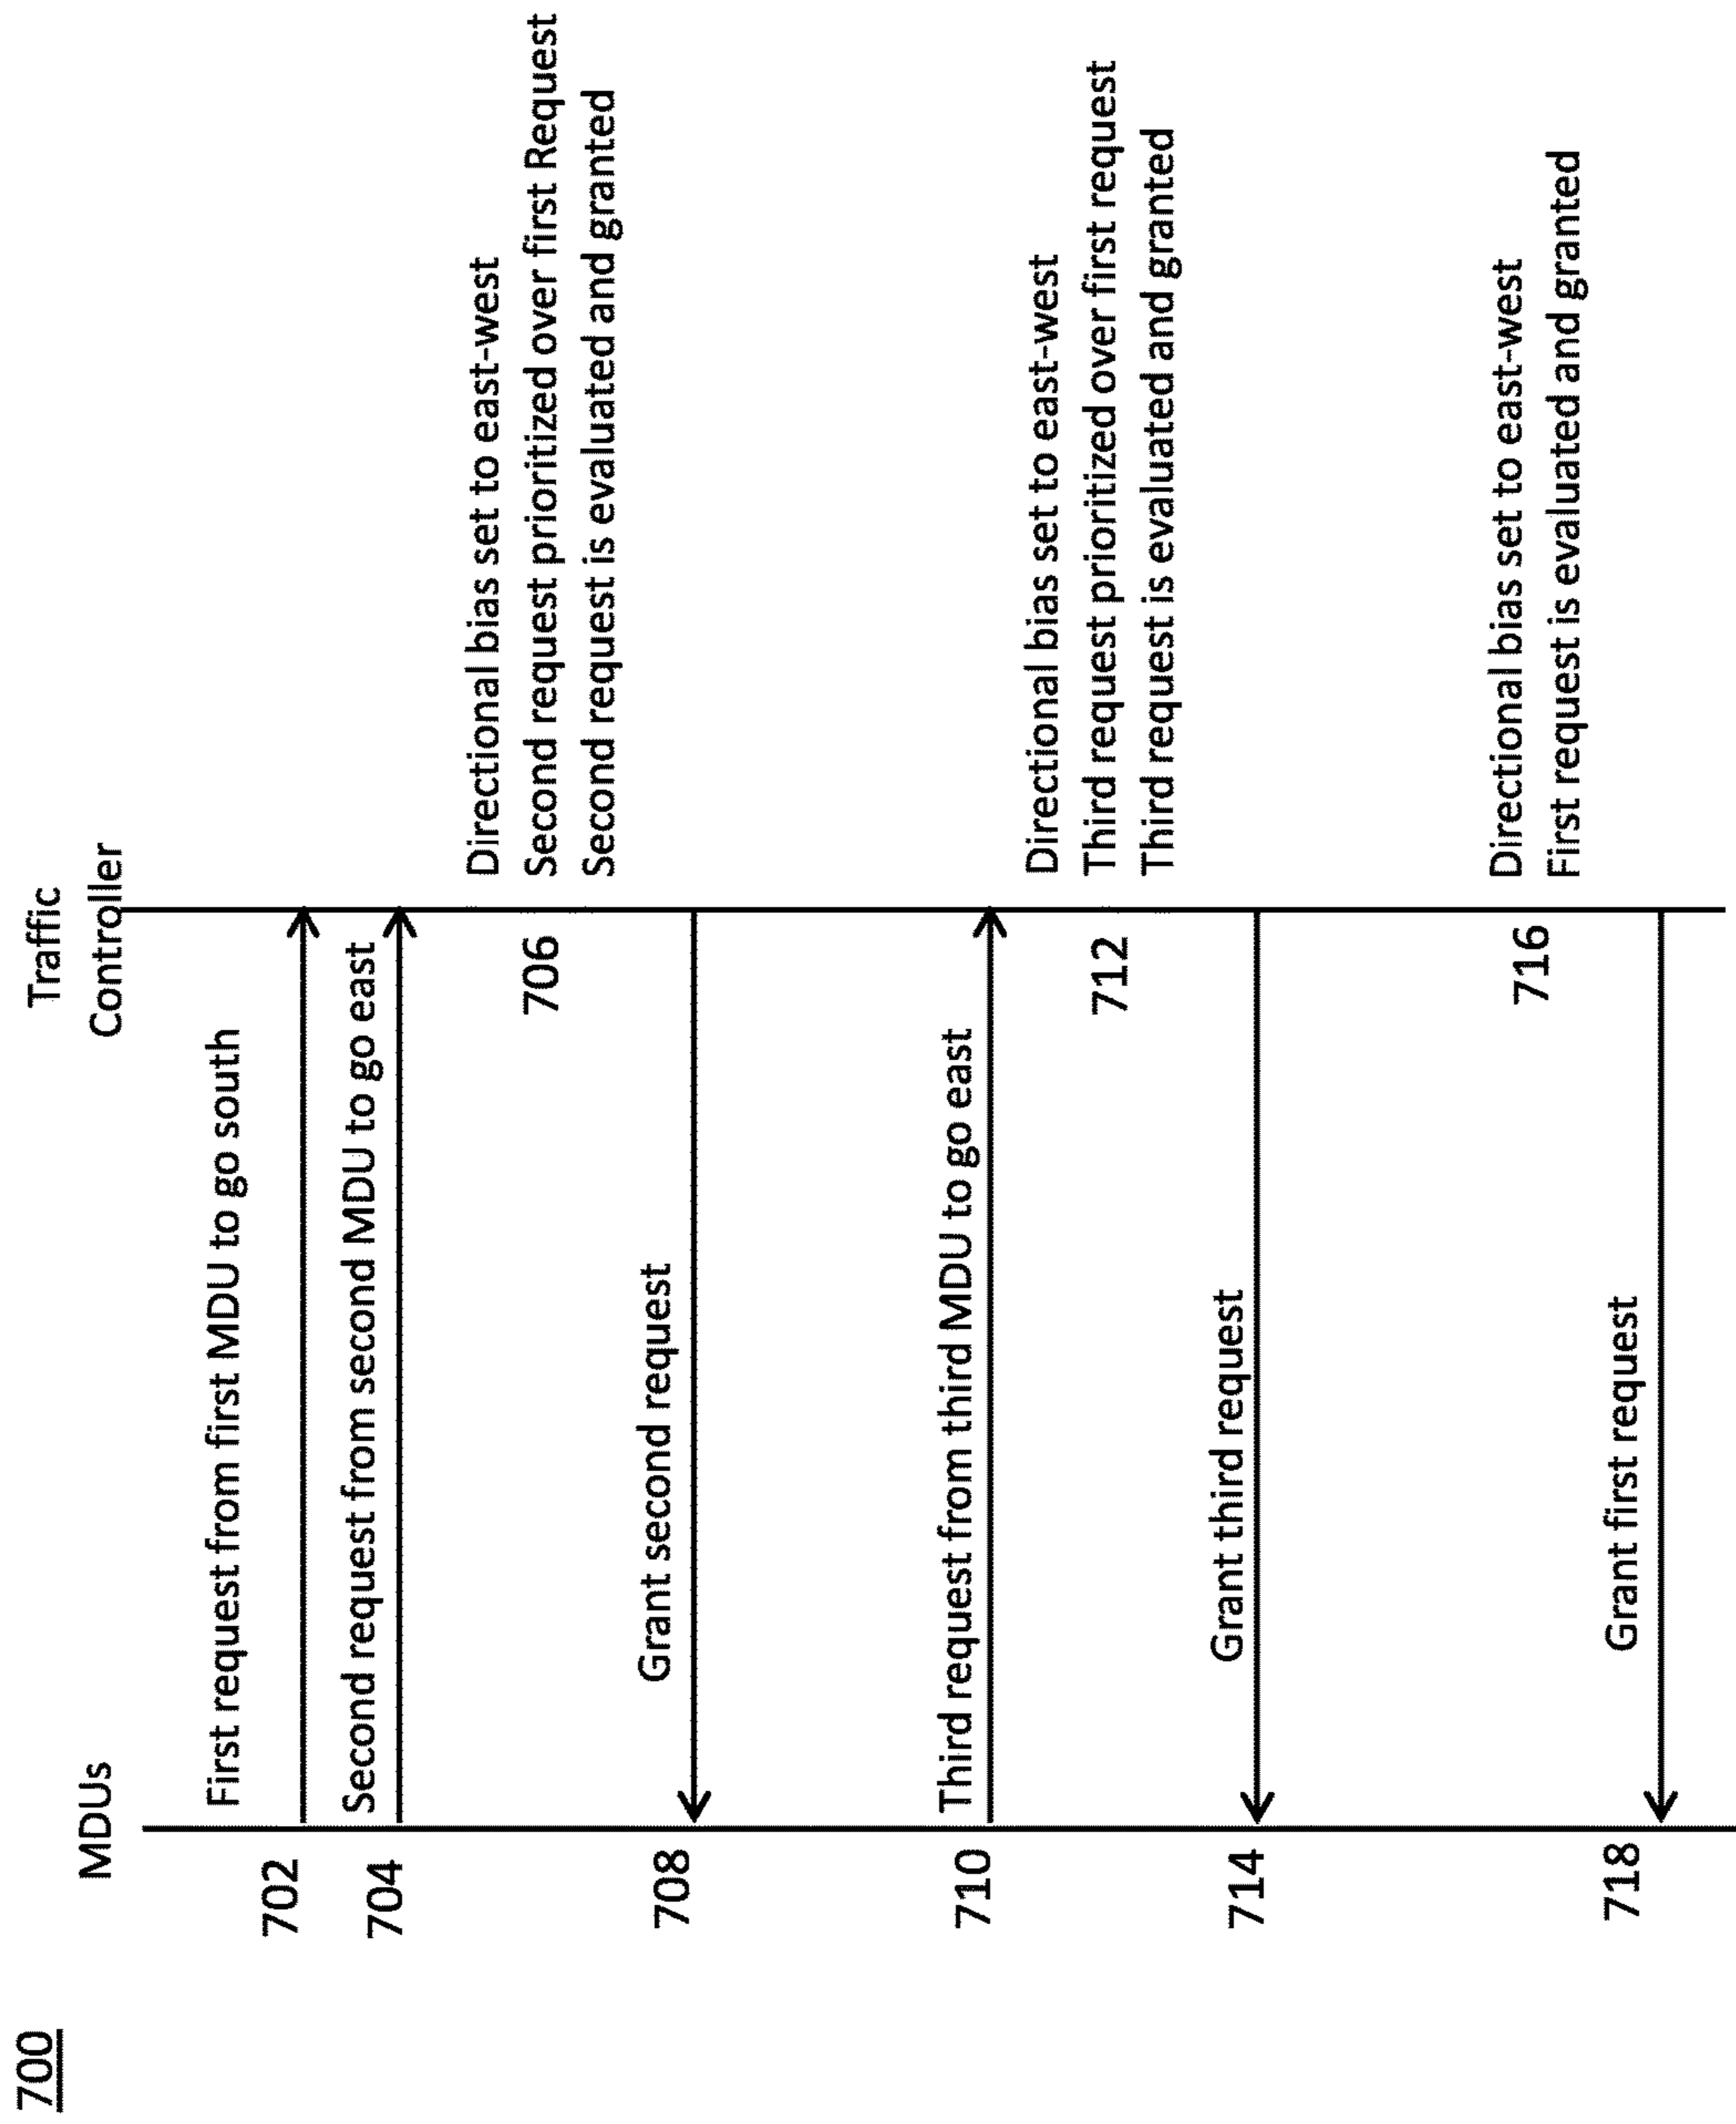 700
MDUs
Traffic
Controller
First request from first MDU to go south
702
Second request from second MDU to go east
704
706
Directional bias set to east-west
Second request prioritized over first Request
Second request is evaluated and granted
Grant second request
708
Third request from third MDU to go east
710
712
Directional bias set to east-west
Third request prioritized over first request
Third request is evaluated and granted
Grant third request
714
716
Directional bias set to east-west
First request is evaluated and granted
Grant first request
718